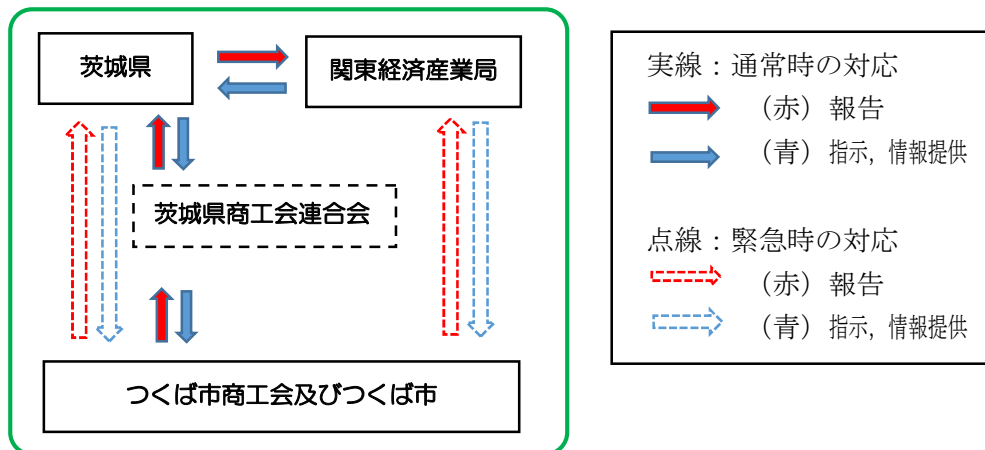 茨城県
関東経済産業局
茨城県商工会連合会
つくば市商工会及びつくば市
実線：通常時の対応
（赤）報告
（青）指示，情報提供
点線：緊急時の対応
（赤）報告
（青）指示，情報提供